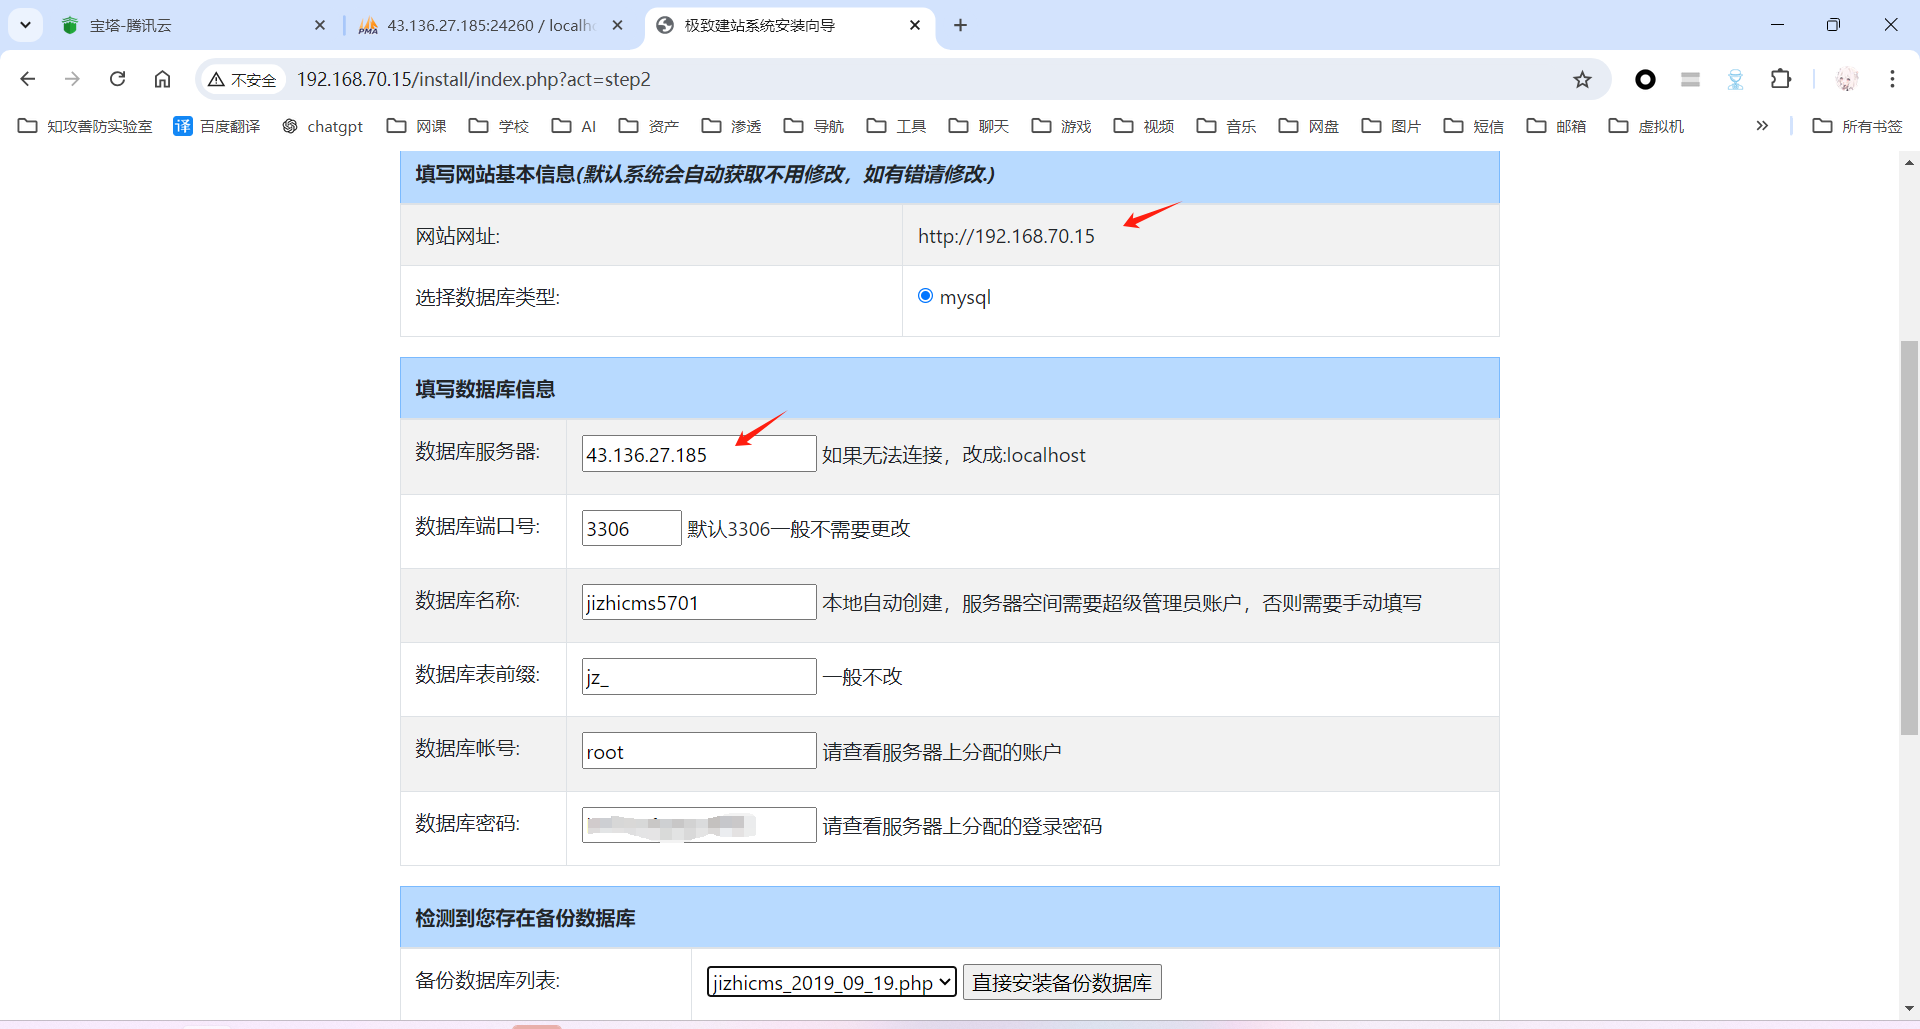 宝塔-腾讯云
43.136.27.185:24260 / localh
极致建站系统安装向导
不安全
192.168.70.15/install/index.php?act=step2
知攻善防实验室
译 百度翻译
chatgpt
网课
学校
AI
资产
渗透
导航
工具
聊天
游戏
视频
音乐
网盘
图片
短信
邮箱
虚拟机
所有书签
填写网站基本信息(默认系统会自动获取不用修改，如有错请修改.)
网站网址: http://192.168.70.15
选择数据库类型: mysql
填写数据库信息
数据库服务器: 43.136.27.185 如果无法连接，改成:localhost
数据库端口号: 3306 默认3306一般不需要更改
数据库名称: jizhicms5701 本地自动创建，服务器空间需要超级管理员账户，否则需要手动填写
数据库表前缀: jz_ 一般不改
数据库帐号: root 请查看服务器上分配的账户
数据库密码: 请查看服务器上分配的登录密码
检测到您存在备份数据库
备份数据库列表: jizhicms_2019_09_19.php 直接安装备份数据库